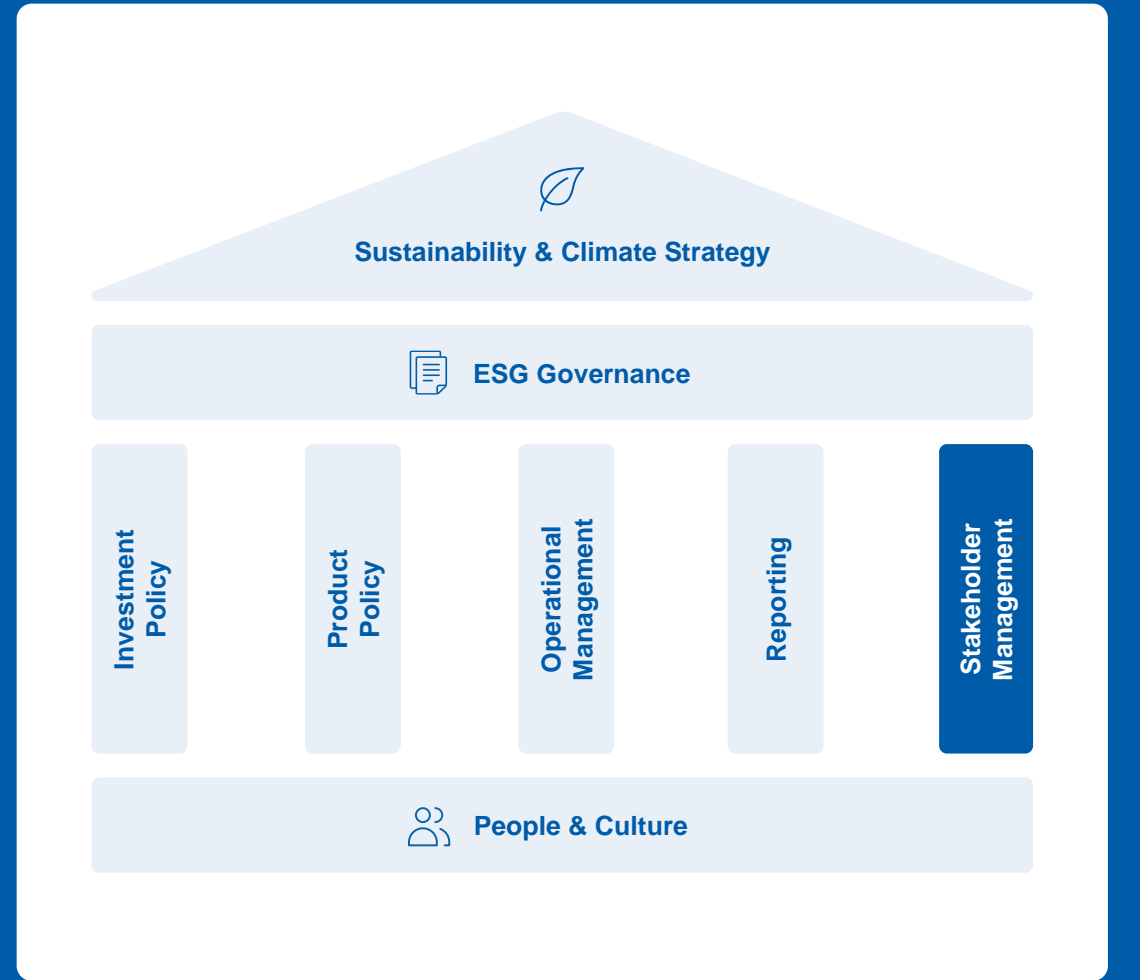 Sustainability & Climate Strategy
ESG Governance
Investment
Policy
Product
Policy
Operational
Management
Reporting
Stakeholder
Management
People & Culture